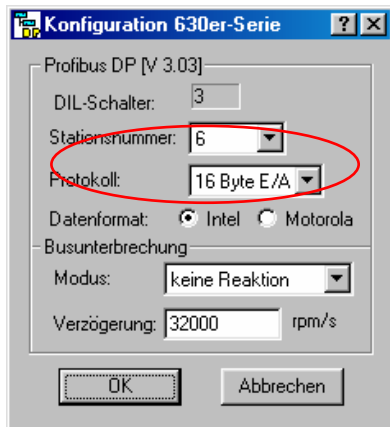 Konfiguration 630er-Serie
Profibus DP [V 3.03]
DIL-Schalter: 3
Stationsnummer: 6
Protokoll: 16 Byte E/A
Datenformat: Intel Motorola
Busunterbrechung
Modus: keine Reaktion
Verzögerung: 32000 rpm/s
OK Abbrechen